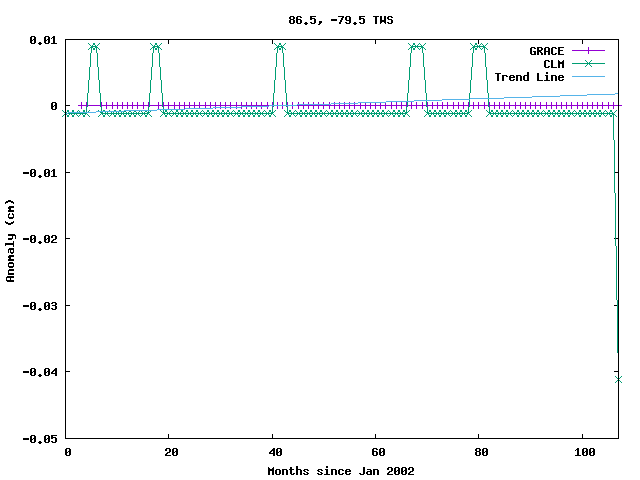 86.5, -79.5 TWS
GRACE
CLM
Trend Line
0.01
0
-0.01
-0.02
-0.03
-0.04
-0.05
Anomaly (cm)
0 20 40 60 80 100
Months since Jan 2002